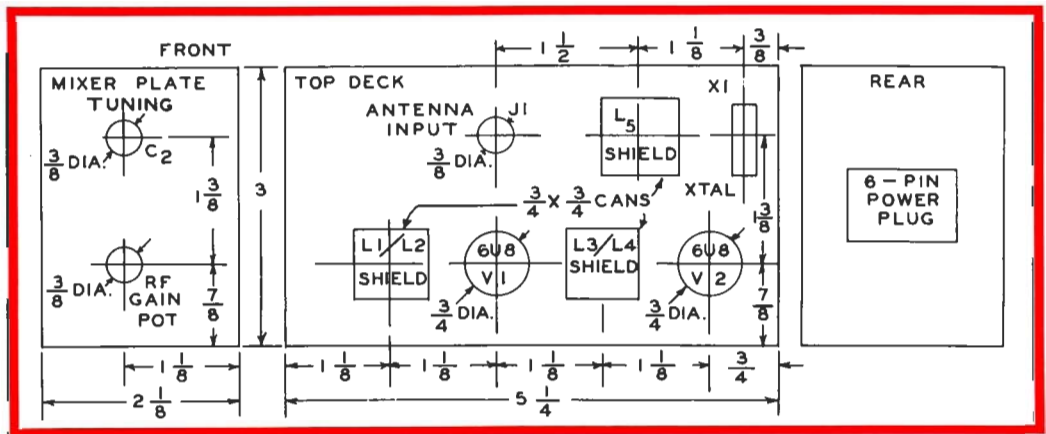 FRONT
MIXER PLATE
TUNING
C2
3/8 DIA.
1 3/8
3/8 DIA.
RF
GAIN
POT
7/8
1 1/8
2 1/8
3
TOP DECK
1 1/2
1 1/8
3/8
ANTENNA
INPUT
J1
3/8 DIA.
L5
SHIELD
X1
XTAL
3/4 X 3/4 CANS
1 3/8
L1/L2
SHIELD
6U8
V1
3/4 DIA.
L3/L4
SHIELD
6U8
V2
3/4 DIA.
7/8
1 1/8
1 1/8
1 1/8
1 1/8
3/4
5 1/4
REAR
6-PIN
POWER
PLUG